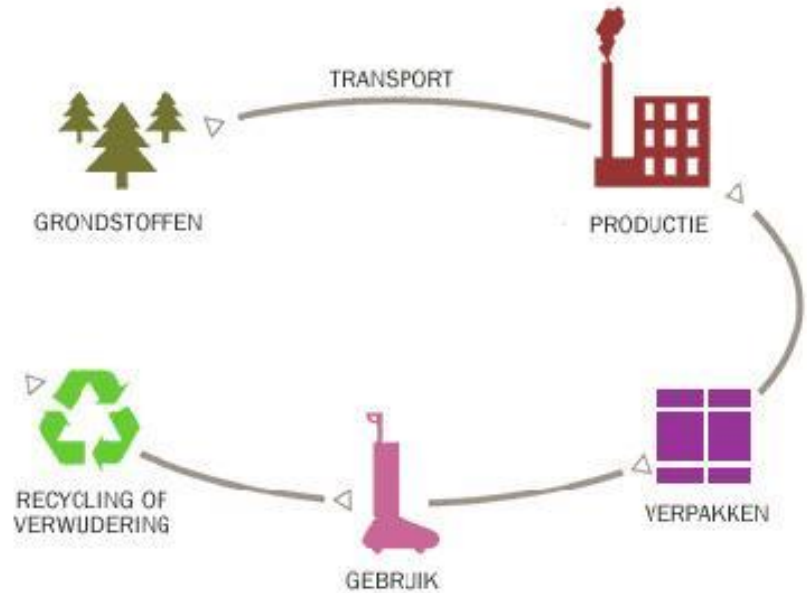 TRANSPORT
GRONDSTOFFEN
PRODUCTIE
RECYCLING OF
VERWIJDERING
VERPAKKEN
GEBRUIK